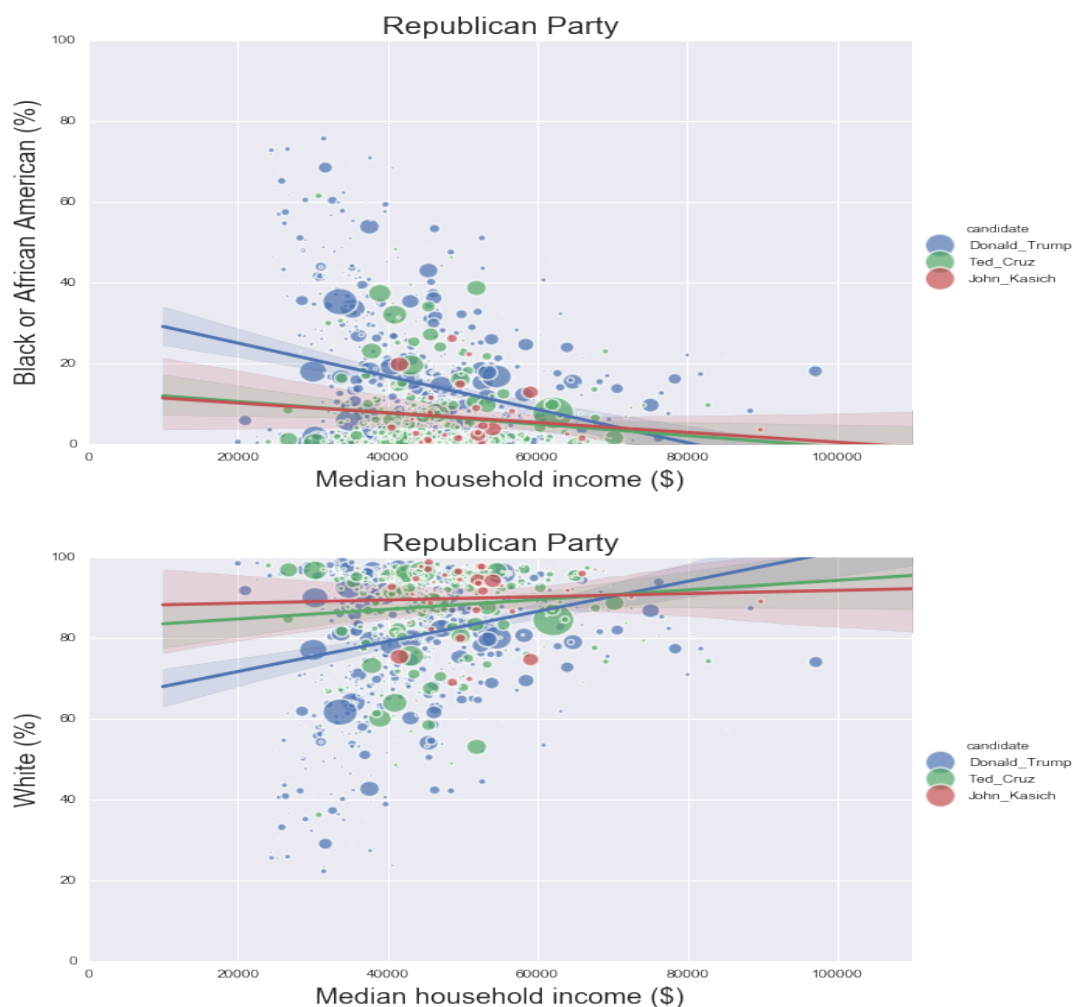 Republican Party
100
80
60
40
20
0
Black or African American (%)
0 20000 40000 60000 80000 100000
Median household income ($)
candidate
Donald_Trump
Ted_Cruz
John_Kasich
Republican Party
100
80
60
40
20
0
White (%)
0 20000 40000 60000 80000 100000
Median household income ($)
candidate
Donald_Trump
Ted_Cruz
John_Kasich